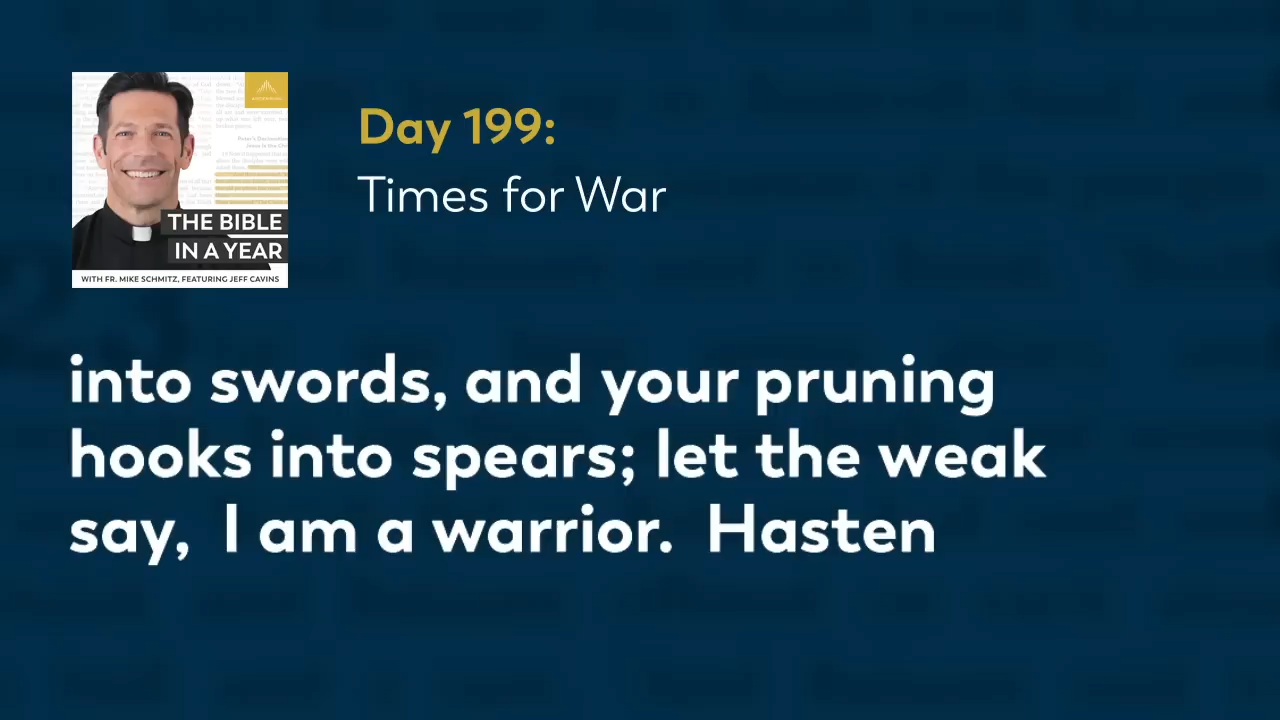 Day 199:
Times for War
THE BIBLE
IN A YEAR
WITH FR. MIKE SCHMITZ, FEATURING JEFF CAVINS
into swords, and your pruning
hooks into spears; let the weak
say, I am a warrior. Hasten